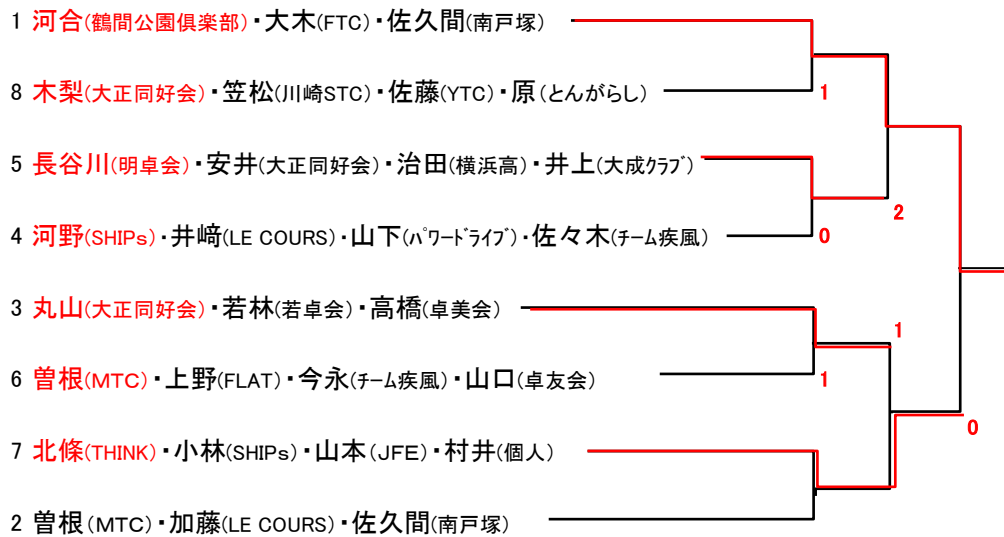 1 河合(鶴間公園倶楽部)・大木(FTC)・佐久間(南戸塚)
8 木梨(大正同好会)・笠松(川崎STC)・佐藤(YTC)・原(とんがらし)
1
5 長谷川(明卓会)・安井(大正同好会)・治田(横浜高)・井上(大成ｸﾗﾌﾞ)
2
4 河野(SHIPs)・井﨑(LE COURS)・山下(ﾊﾟﾜｰﾄﾞﾗｲﾌﾞ)・佐々木(ﾁｰﾑ疾風)
0
3 丸山(大正同好会)・若林(若卓会)・高橋(卓美会)
1
6 曽根(MTC)・上野(FLAT)・今永(ﾁｰﾑ疾風)・山口(卓友会)
1
0
7 北條(THINK)・小林(SHIPs)・山本(JFE)・村井(個人)
2 曽根(MTC)・加藤(LE COURS)・佐久間(南戸塚)